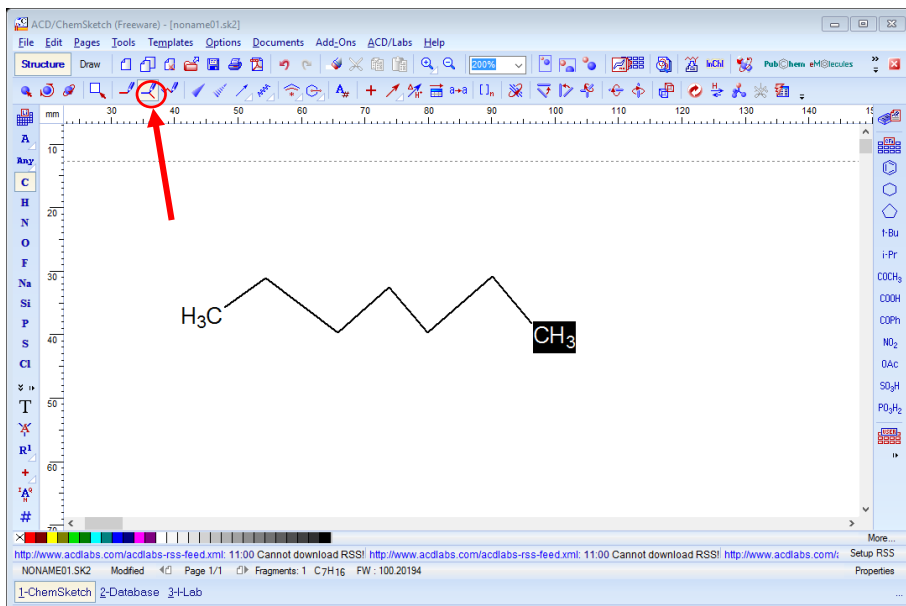 ACD/ChemSketch (Freeware) - [noname01.sk2]
File Edit Pages Tools Templates Options Documents Add-Ons ACD/Labs Help
Structure Draw 200% InChI PubChem eMolecules »
A# + a→a []n
mm 30 40 50 60 70 80 90 100 110 120 130 140 15
A
Any
C
H
N
O
F
Na
Si
P
S
Cl
T
R1
+
#
10
20
30
40
50
60
70
H3C
CH3
t-Bu
i-Pr
COCH3
COOH
COPh
NO2
OAc
SO3H
PO3H2
USER
More...
http://www.acdlabs.com/acdlabs-rss-feed.xml: 11:00 Cannot download RSS! http://www.acdlabs.com/acdlabs-rss-feed.xml: 11:00 Cannot download RSS! http://www.acdlabs.com/a Setup RSS
NONAME01.SK2 Modified Page 1/1 Fragments: 1 C7H16 FW : 100.20194 Properties
1-ChemSketch 2-Database 3-I-Lab ...